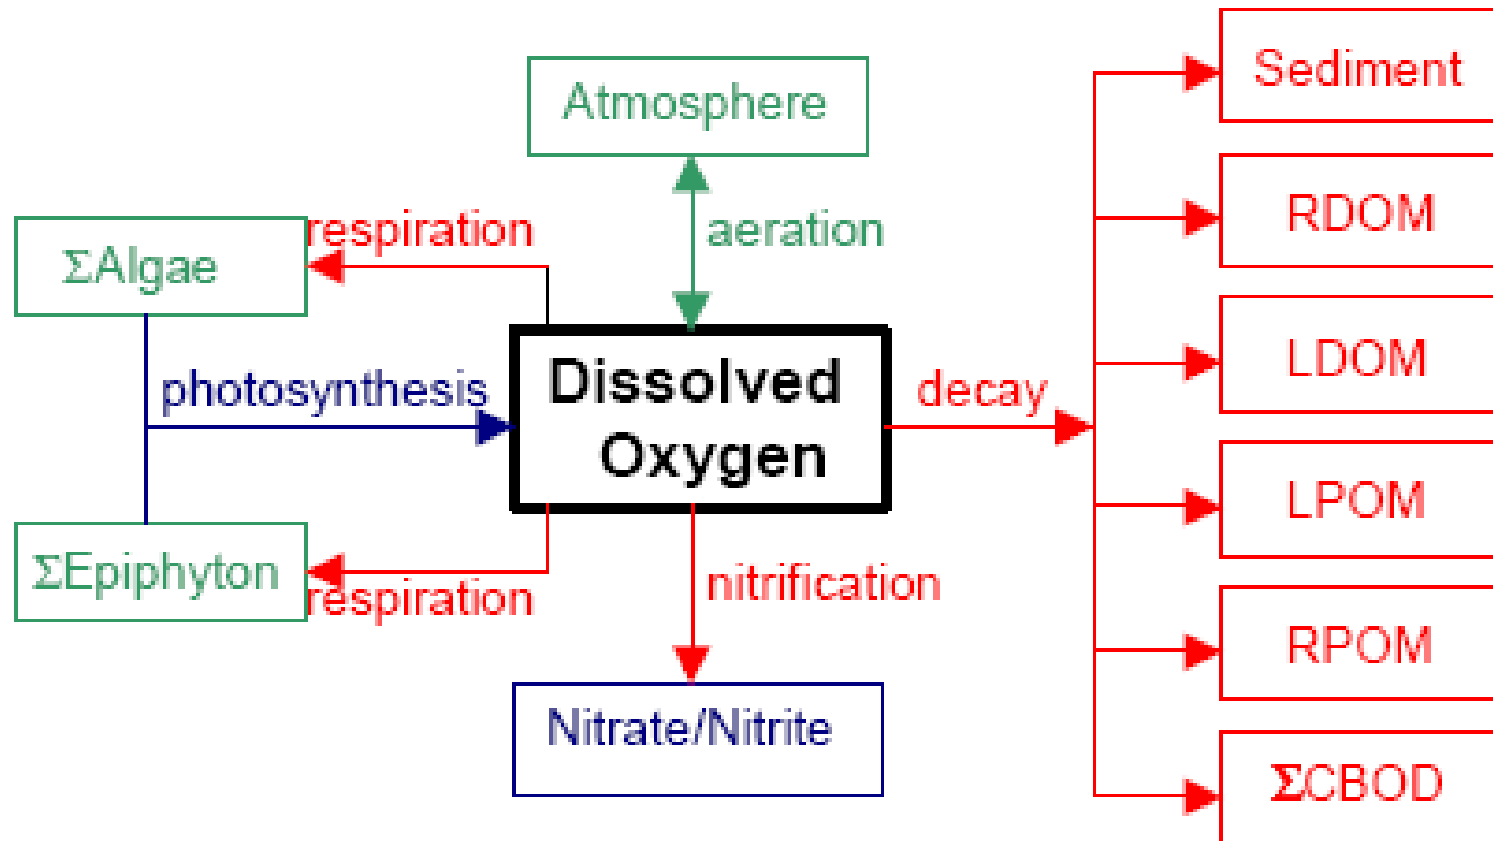 Sediment
Atmosphere
RDOM
respiration
aeration
ΣAlgae
LDOM
photosynthesis
Dissolved
Oxygen
decay
LPOM
ΣEpiphyton
respiration
nitrification
RPOM
Nitrate/Nitrite
ΣCBOD